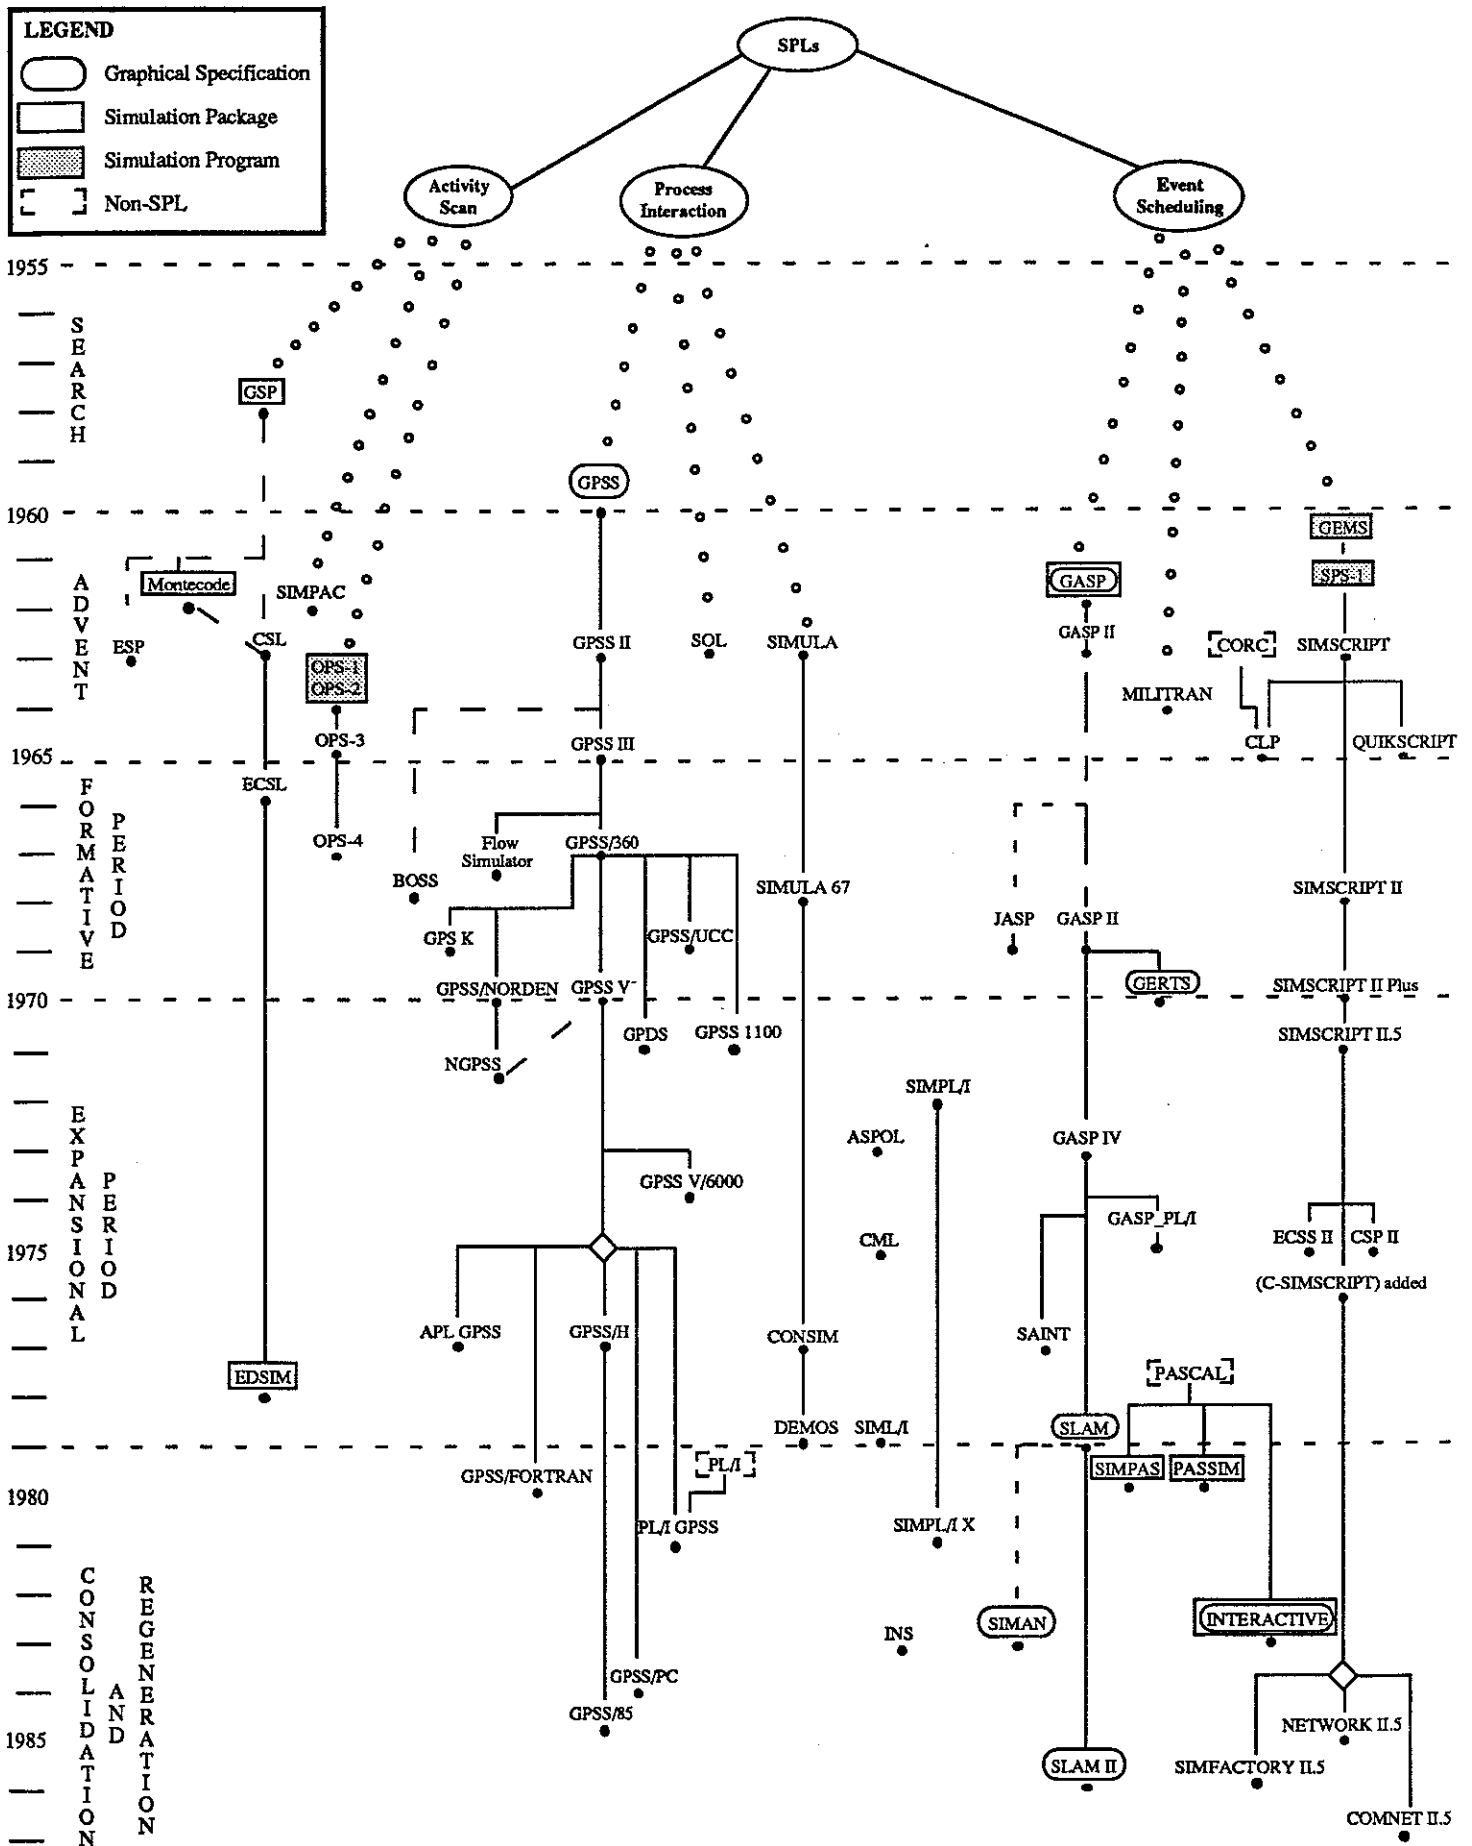 LEGEND
Graphical Specification
Simulation Package
Simulation Program
Non-SPL
SPLs
Activity
Scan
Process
Interaction
Event
Scheduling
1955
SEARCH
GSP
GPSS
1960
GEMS
ADVENT
Montecode
SIMPAC
GASP
SPS-1
ESP
CSL
GPSS II
SOL
SIMULA
GASP II
CORC
SIMSCRIPT
OPS-1
OPS-2
MILITRAN
OPS-3
GPSS III
CLP
QUIKSCRIPT
1965
FORMATIVE
PERIOD
ECSL
OPS-4
Flow
Simulator
GPSS/360
BOSS
SIMULA 67
SIMSCRIPT II
GPS K
GPSS/UCC
JASP
GASP II
GPSS/NORDEN
GPSS V
GERTS
SIMSCRIPT II Plus
1970
GPDS
GPSS 1100
SIMSCRIPT II.5
NGPSS
SIMPL/I
EXPANSIONAL
PERIOD
ASPOL
GASP IV
GPSS V/6000
GASP_PL/I
CML
ECSS II
CSP II
1975
(C-SIMSCRIPT) added
APL GPSS
GPSS/H
CONSIM
SAINT
EDSIM
PASCAL
DEMOS
SIML/I
SLAM
GPSS/FORTRAN
PL/I
SIMPAS
PASSIM
1980
PL/I GPSS
SIMPL/I X
CONSOLIDATION
AND
REGENERATION
INS
SIMAN
INTERACTIVE
GPSS/PC
GPSS/85
NETWORK II.5
1985
SLAM II
SIMFACTORY II.5
COMNET II.5